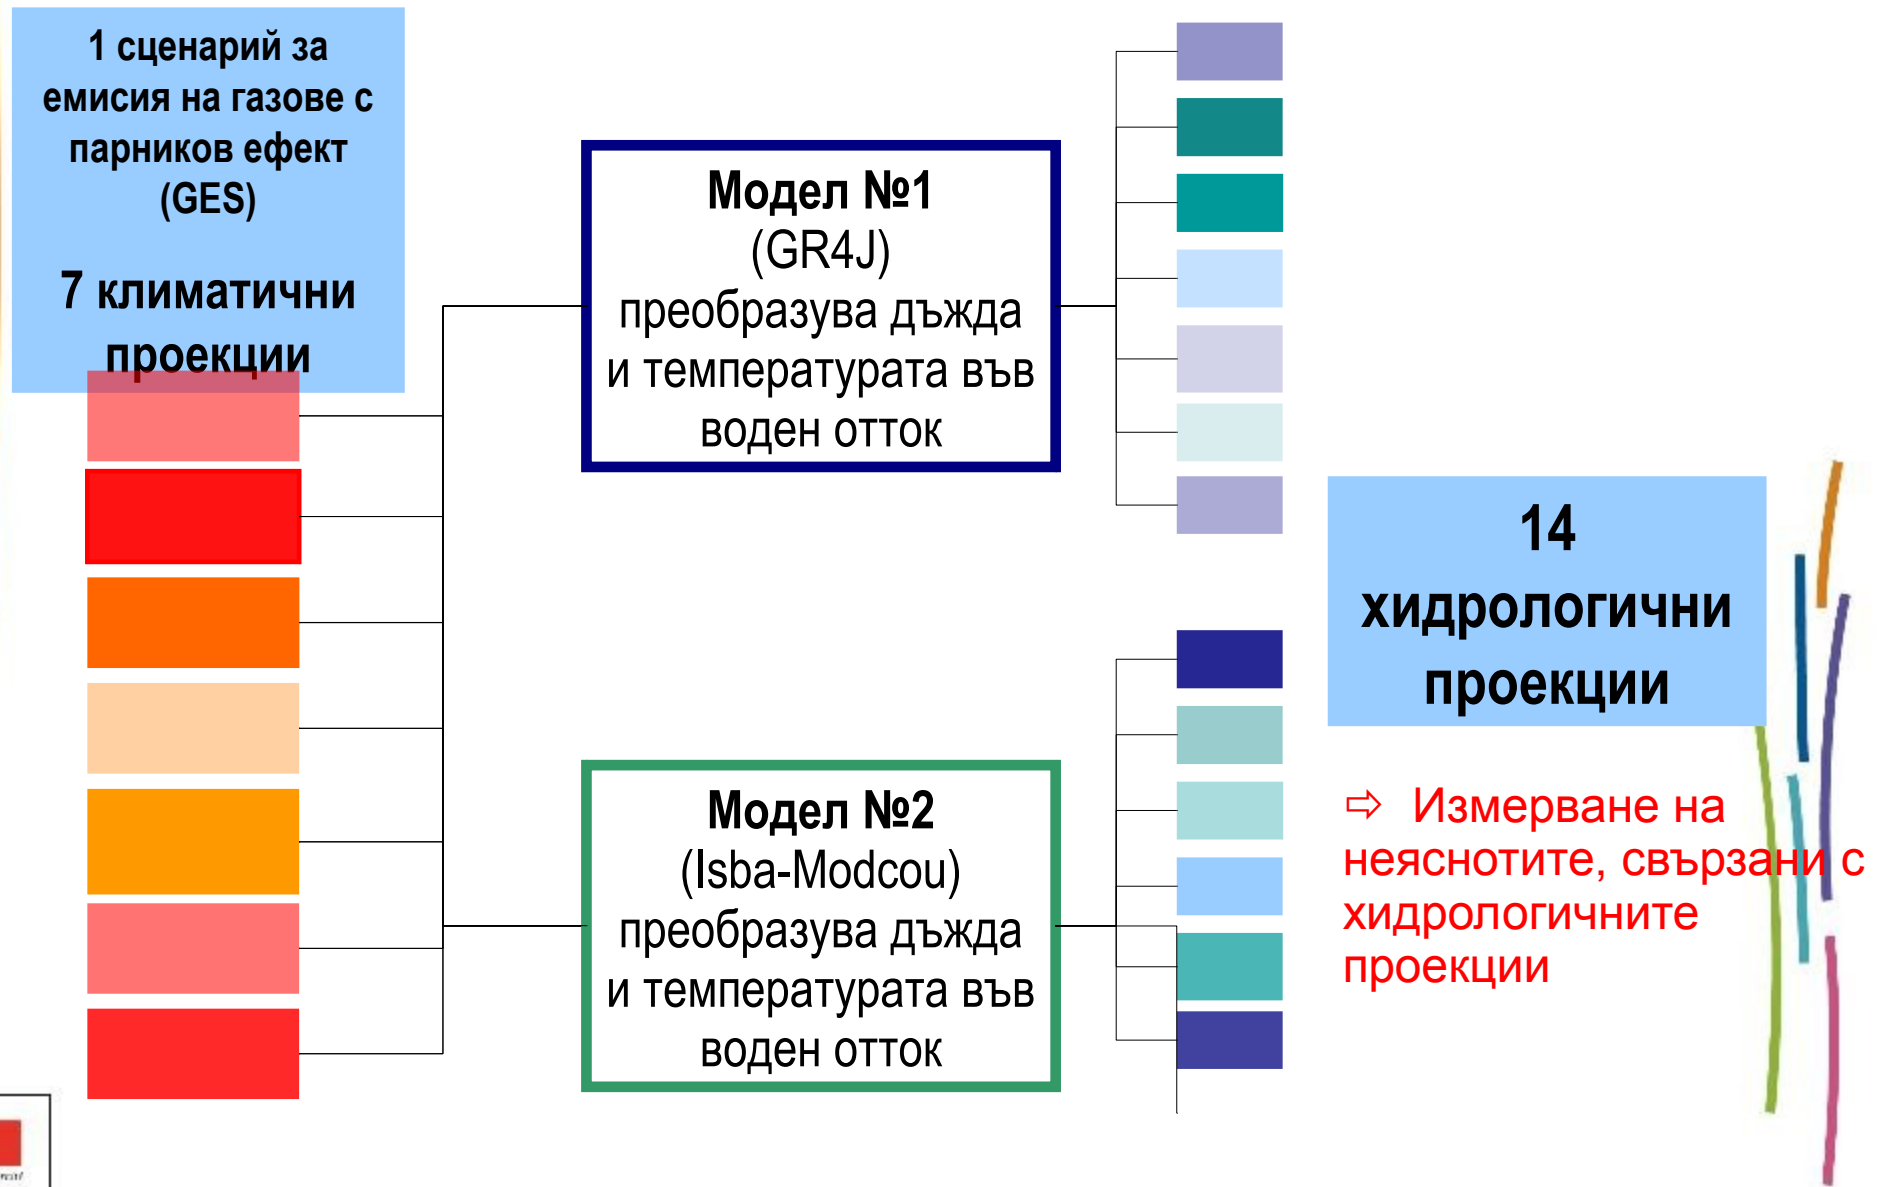 1 сценарий за
емисия на газове с
парников ефект
(GES)
7 климатични
проекции
Модел №1
(GR4J)
преобразува дъжда
и температурата във
воден отток
Модел №2
(Isba-Modcou)
преобразува дъжда
и температурата във
воден отток
14
хидрологични
проекции
⇨ Измерване на
неяснотите, свързани с
хидрологичните
проекции